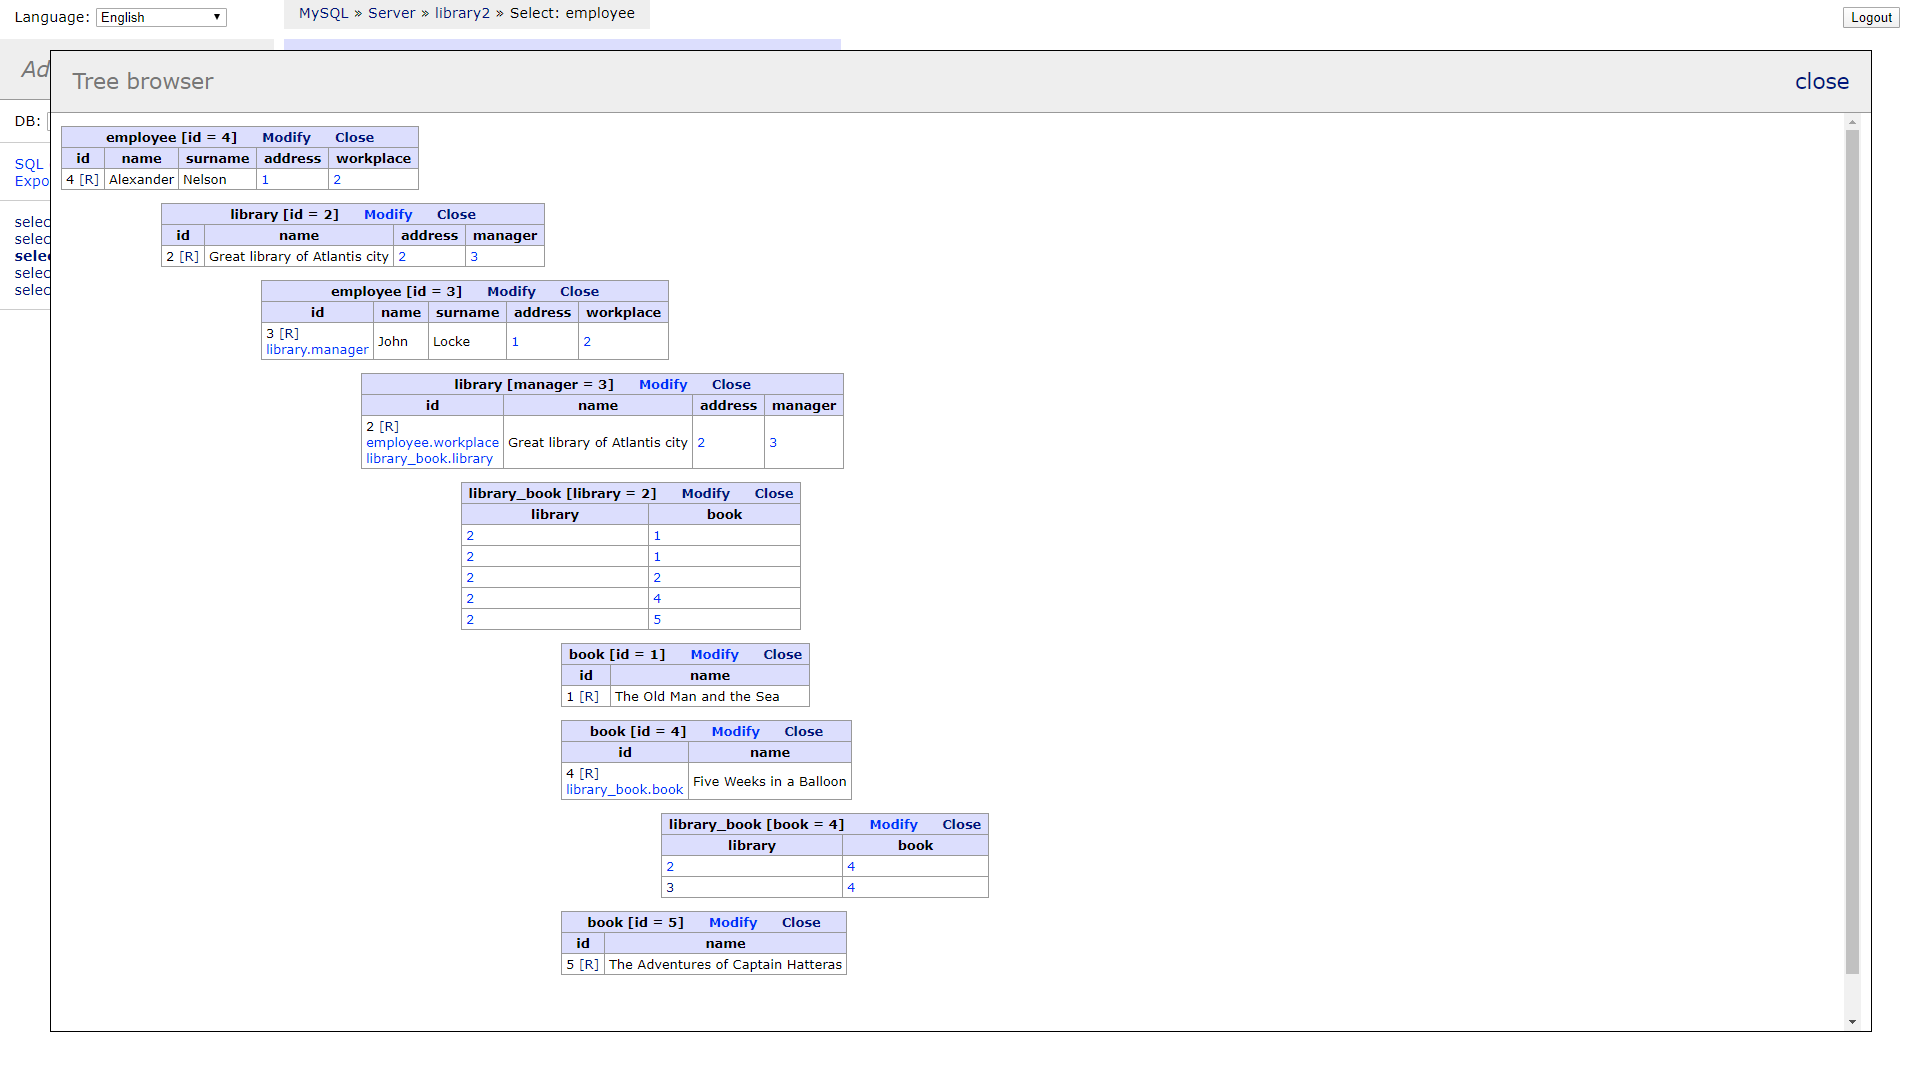 Language: English
MySQL » Server » library2 » Select: employee
Logout
Ad
Tree browser
close
DB:
SQL
Expo
selec
selec
selec
selec
selec
employee [id = 4] Modify Close
id name surname address workplace
4 [R] Alexander Nelson 1 2
library [id = 2] Modify Close
id name address manager
2 [R] Great library of Atlantis city 2 3
employee [id = 3] Modify Close
id name surname address workplace
3 [R]
library.manager John Locke 1 2
library [manager = 3] Modify Close
id name address manager
2 [R]
employee.workplace Great library of Atlantis city 2 3
library_book.library
library_book [library = 2] Modify Close
library book
2 1
2 1
2 2
2 4
2 5
book [id = 1] Modify Close
id name
1 [R] The Old Man and the Sea
book [id = 4] Modify Close
id name
4 [R]
library_book.book Five Weeks in a Balloon
library_book [book = 4] Modify Close
library book
2 4
3 4
book [id = 5] Modify Close
id name
5 [R] The Adventures of Captain Hatteras